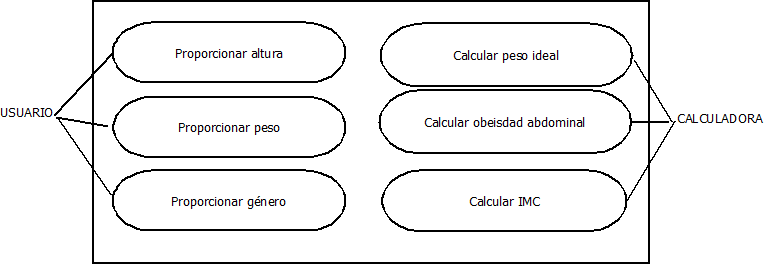 Proporcionar altura
Calcular peso ideal
USUARIO
Proporcionar peso
Calcular obeisdad abdominal
CALCULADORA
Proporcionar género
Calcular IMC